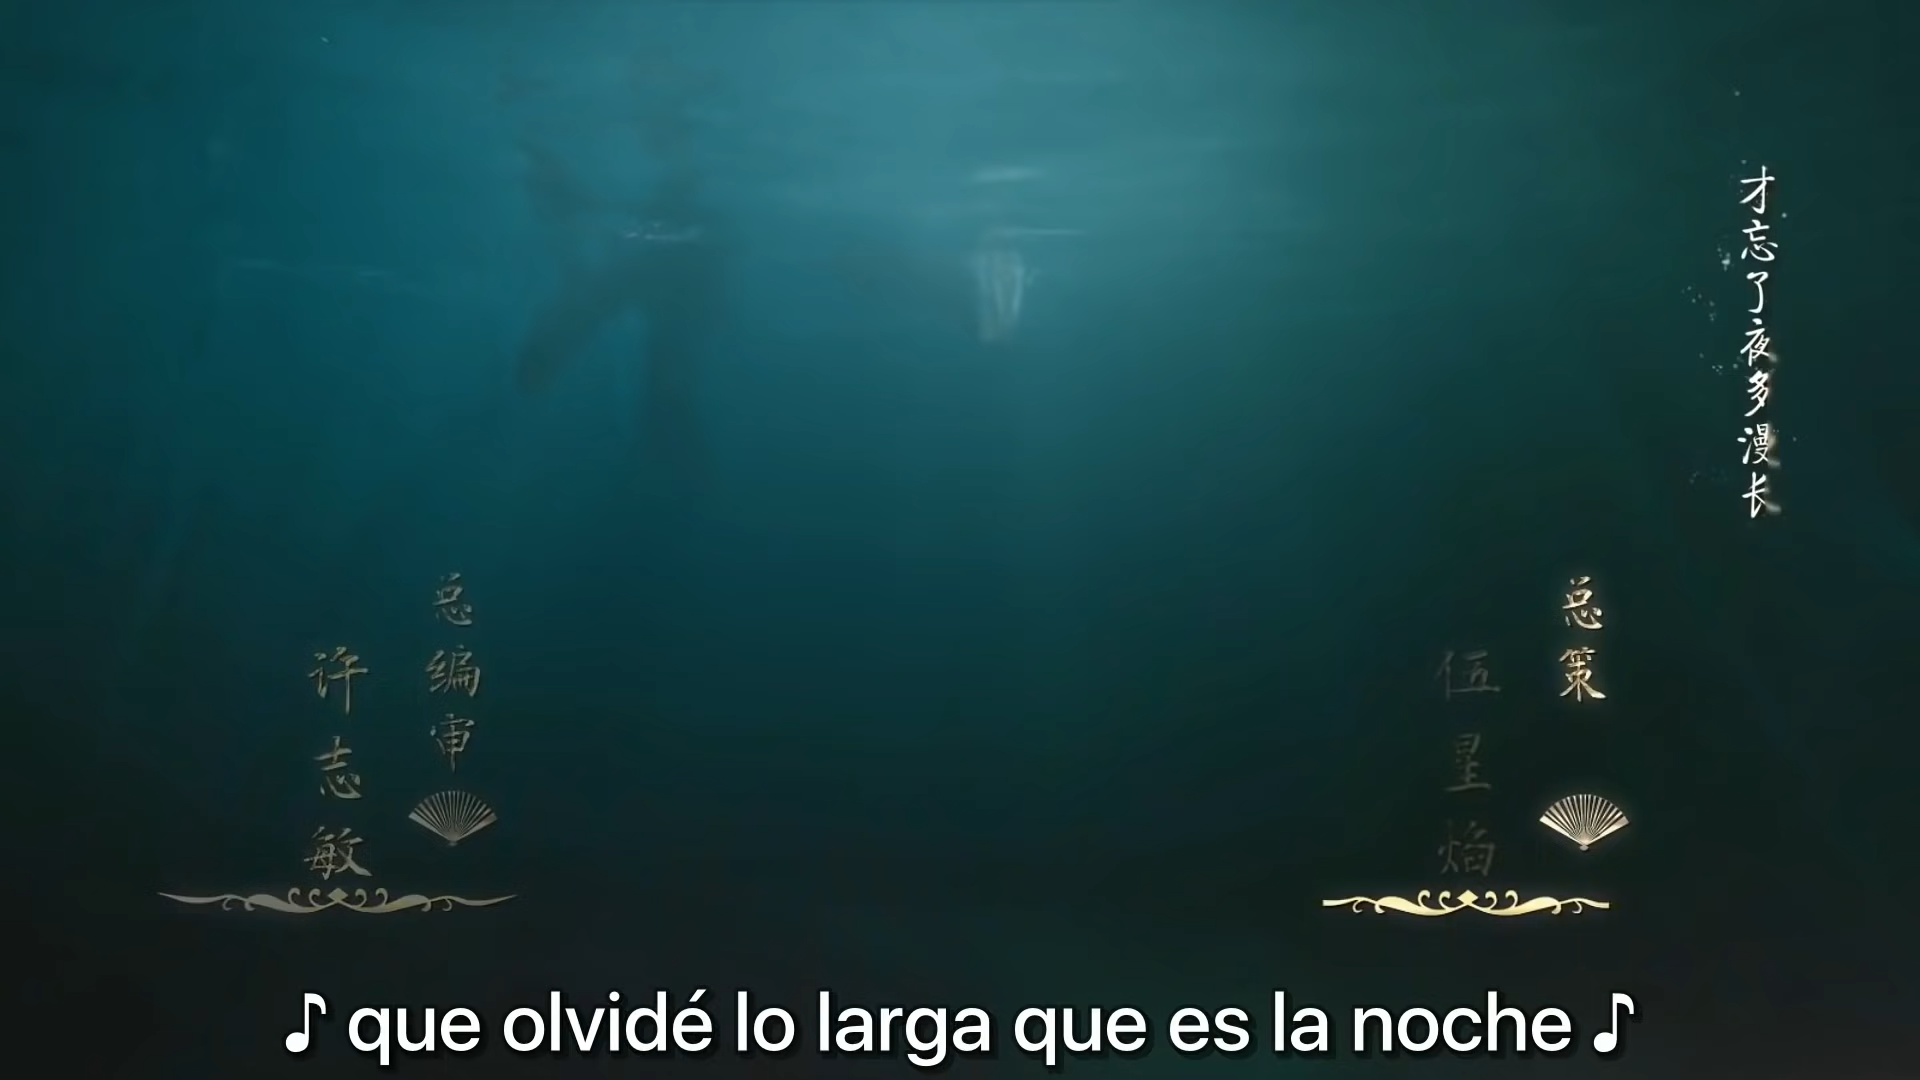 才忘了夜多漫长
总策
伍星焰
总编审
许志敏
♪ que olvidé lo larga que es la noche ♪